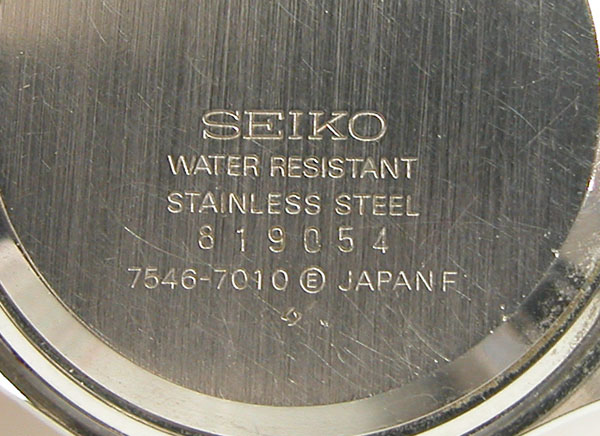 SEIKO
WATER RESISTANT
STAINLESS STEEL
819054
7546-7010 Ⓔ JAPAN F